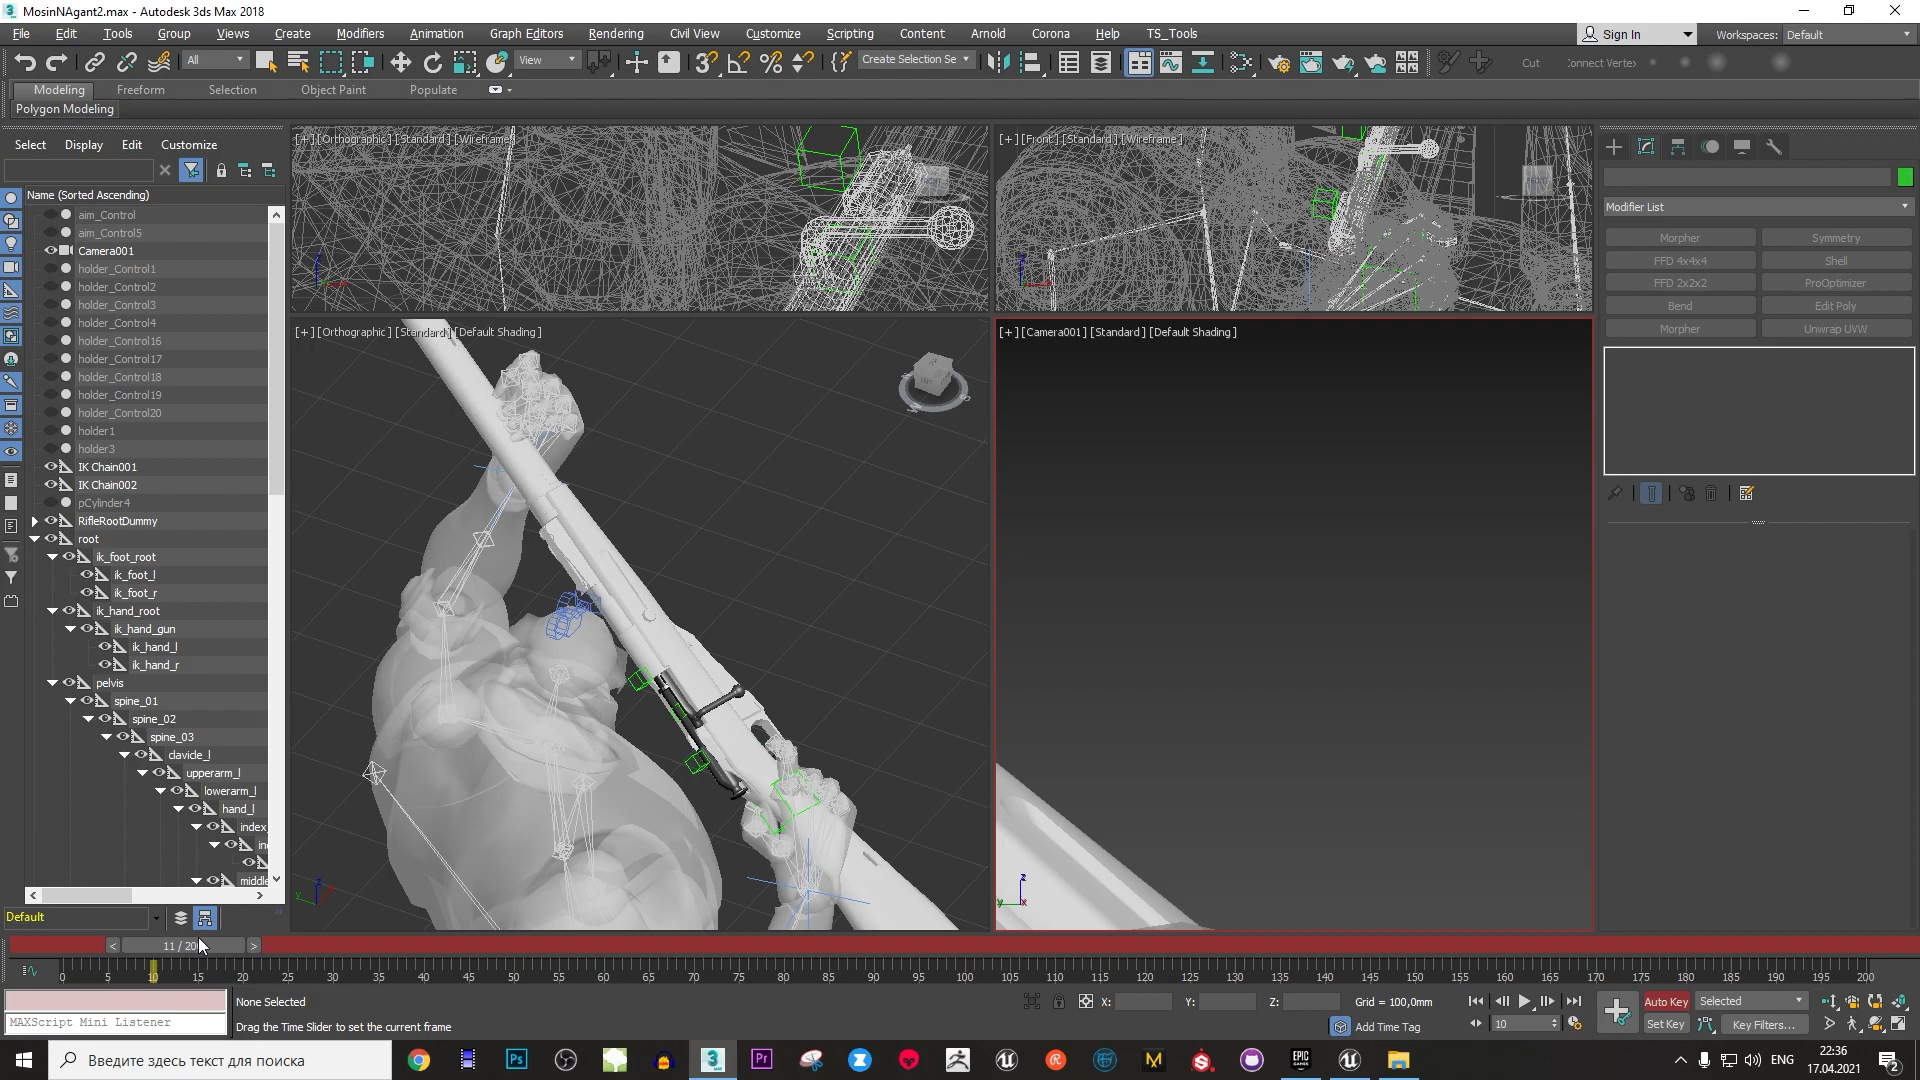 MosinNAgant2.max - Autodesk 3ds Max 2018
File Edit Tools Group Views Create Modifiers Animation Graph Editors Rendering Civil View Customize Scripting Content Arnold Corona Help TS_Tools
Sign In Workspaces: Default
All View Create Selection Se Cut Connect Vertex
Modeling Freeform Selection Object Paint Populate
Polygon Modeling
Select Display Edit Customize
Name (Sorted Ascending)
aim_Control
aim_Control5
Camera001
holder_Control1
holder_Control2
holder_Control3
holder_Control4
holder_Control16
holder_Control17
holder_Control18
holder_Control19
holder_Control20
holder1
holder3
IK Chain001
IK Chain002
pCylinder4
RifleRootDummy
root
ik_foot_root
ik_foot_l
ik_foot_r
ik_hand_root
ik_hand_gun
ik_hand_l
ik_hand_r
pelvis
spine_01
spine_02
spine_03
clavicle_l
upperarm_l
lowerarm_l
hand_l
index_
in
middle
Default
[+] [Orthographic] [Standard] [Wireframe]
[+] [Front] [Standard] [Wireframe]
[+] [Orthographic] [Standard] [Default Shading]
[+] [Camera001] [Standard] [Default Shading]
Modifier List
Morpher Symmetry
FFD 4x4x4 Shell
FFD 2x2x2 ProOptimizer
Bend Edit Poly
Morpher Unwrap UVW
< 11 / 20 >
0 5 10 15 20 25 30 35 40 45 50 55 60 65 70 75 80 85 90 95 100 105 110 115 120 125 130 135 140 145 150 155 160 165 170 175 180 185 190 195 200
None Selected X: Y: Z: Grid = 100,0mm Auto Key Selected
MAXScript Mini Listener Drag the Time Slider to set the current frame Add Time Tag 10 Set Key Key Filters...
Введите здесь текст для поиска
ENG 22:36
17.04.2021
2